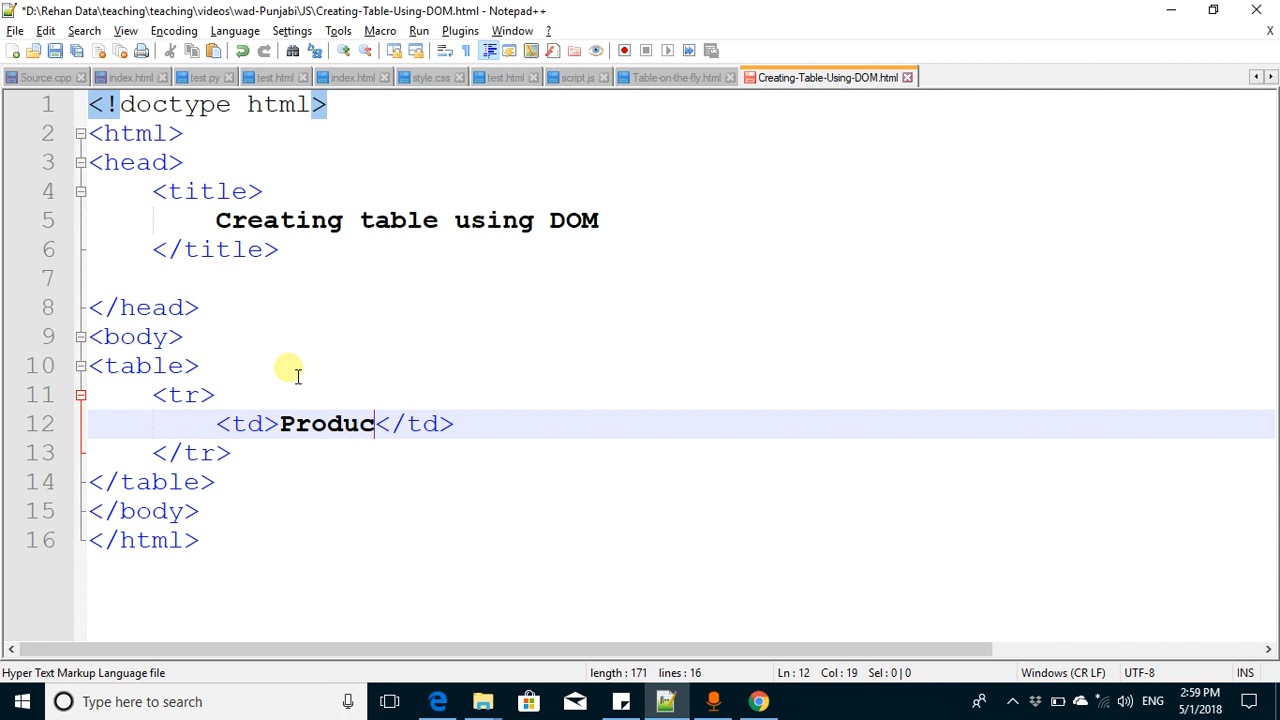 *D:\Rehan Data\teaching\teaching\videos\wad-Punjabi\JS\Creating-Table-Using-DOM.html - Notepad++
File Edit Search View Encoding Language Settings Tools Macro Run Plugins Window ?
X
Source.cpp index.html test.py test.html index.html style.css test.html script.js Table-on-the-fly.html Creating-Table-Using-DOM.html
1 <!doctype html>
2 <html>
3 <head>
4 <title>
5 Creating table using DOM
6 </title>
7
8 </head>
9 <body>
10 <table>
11 <tr>
12 <td>Produc</td>
13 </tr>
14 </table>
15 </body>
16 </html>
Hyper Text Markup Language file length : 171 lines : 16 Ln : 12 Col : 19 Sel : 0 | 0 Windows (CR LF) UTF-8 INS
Type here to search ENG 2:59 PM
5/1/2018